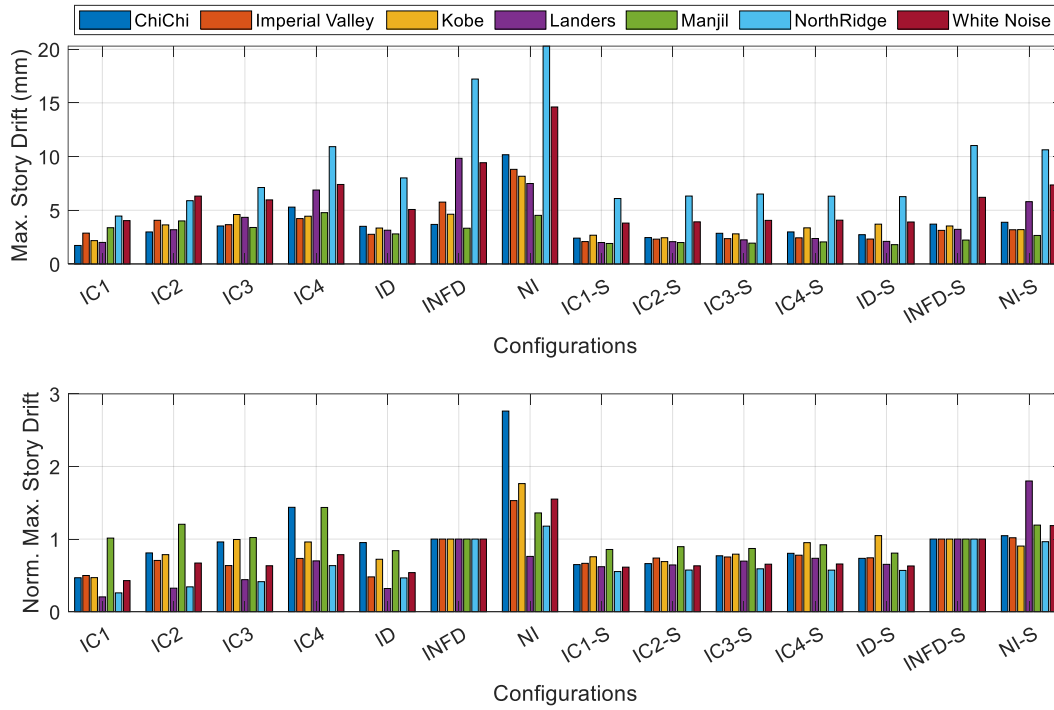 ChiChi Imperial Valley Kobe Landers Manjil NorthRidge White Noise
Max. Story Drift (mm)
20
15
10
5
0
IC1 IC2 IC3 IC4 ID INFD NI IC1-S IC2-S IC3-S IC4-S ID-S INFD-S NI-S
Configurations
Norm. Max. Story Drift
3
2
1
0
IC1 IC2 IC3 IC4 ID INFD NI IC1-S IC2-S IC3-S IC4-S ID-S INFD-S NI-S
Configurations